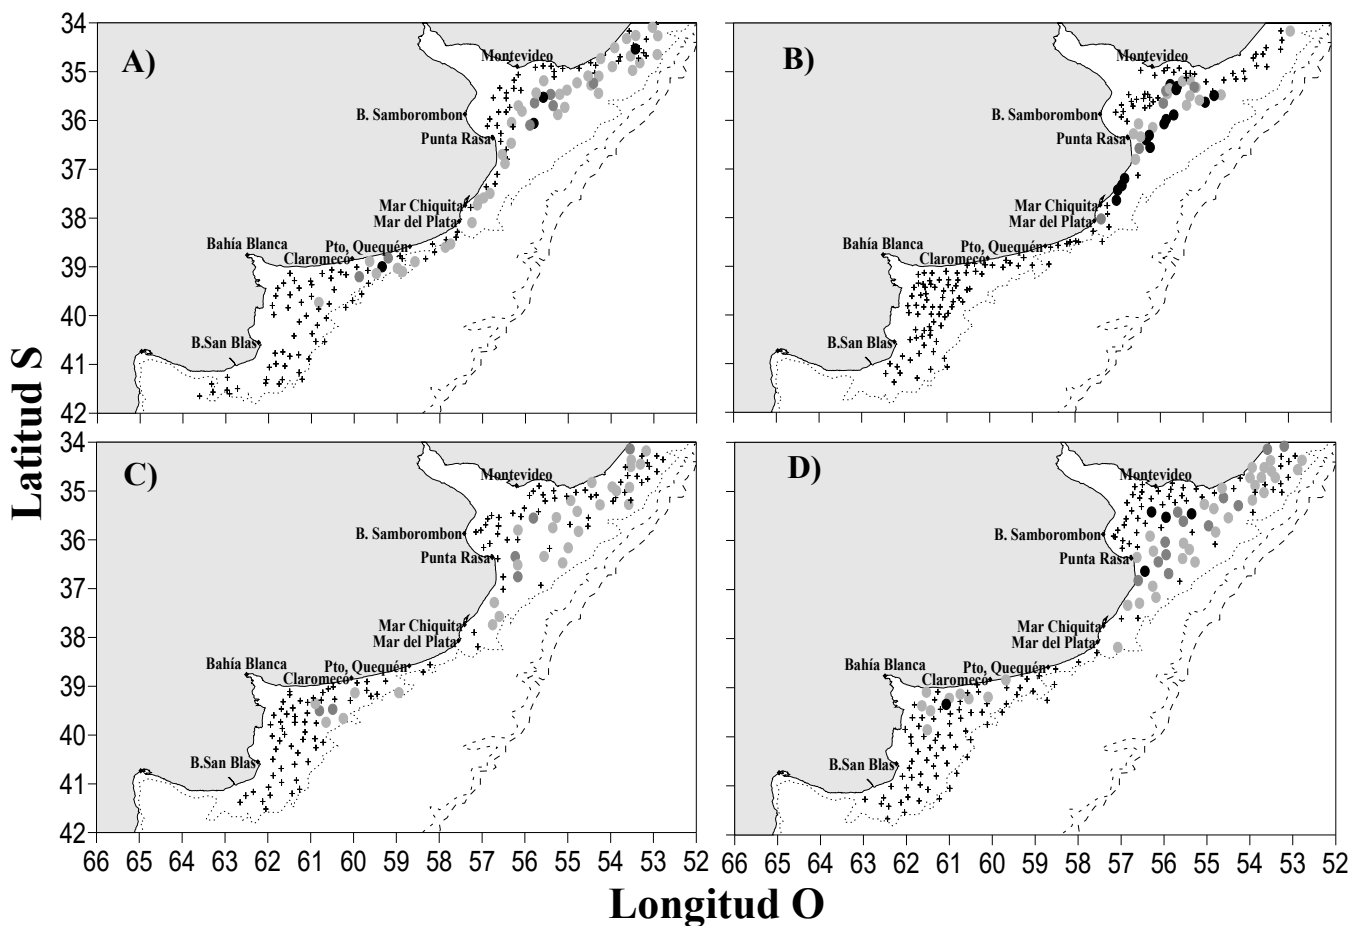 34
A)
B)
Montevideo
Montevideo
35
B. Samborombon
B. Samborombon
36
Punta Rasa
Punta Rasa
37
Mar Chiquita
Mar Chiquita
38
Mar del Plata
Mar del Plata
Bahía Blanca
Pto, Quequén
Bahía Blanca
Pto, Quequén
Claromecó
Claromecó
39
40
B.San Blas
B.San Blas
41
42
Latitud S
34
C)
D)
Montevideo
Montevideo
35
B. Samborombon
B. Samborombon
36
Punta Rasa
Punta Rasa
37
Mar Chiquita
Mar Chiquita
38
Mar del Plata
Mar del Plata
Bahía Blanca
Pto, Quequén
Bahía Blanca
Pto, Quequén
Claromecó
Claromecó
39
40
B.San Blas
B.San Blas
41
42
66 65 64 63 62 61 60 59 58 57 56 55 54 53 52
66 65 64 63 62 61 60 59 58 57 56 55 54 53 52
Longitud O